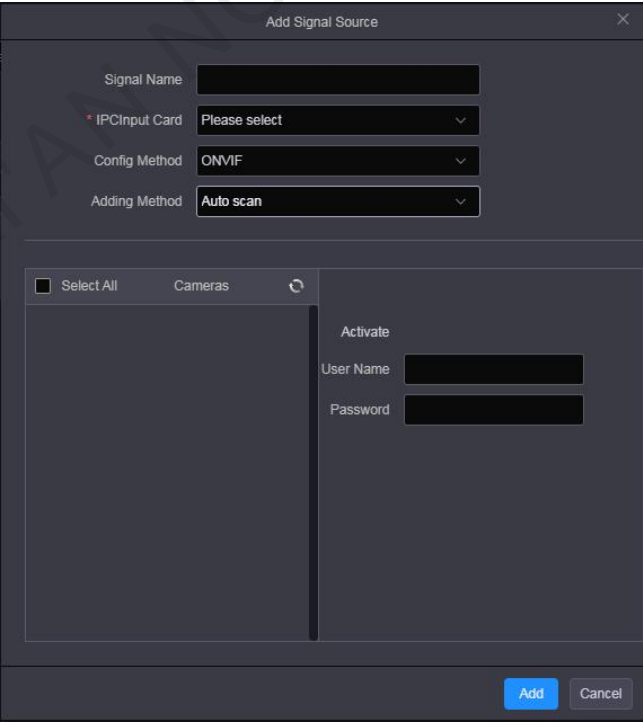 Add Signal Source
Signal Name
* IPCInput Card Please select
Config Method ONVIF
Adding Method Auto scan
Select All Cameras
Activate
User Name
Password
Add Cancel